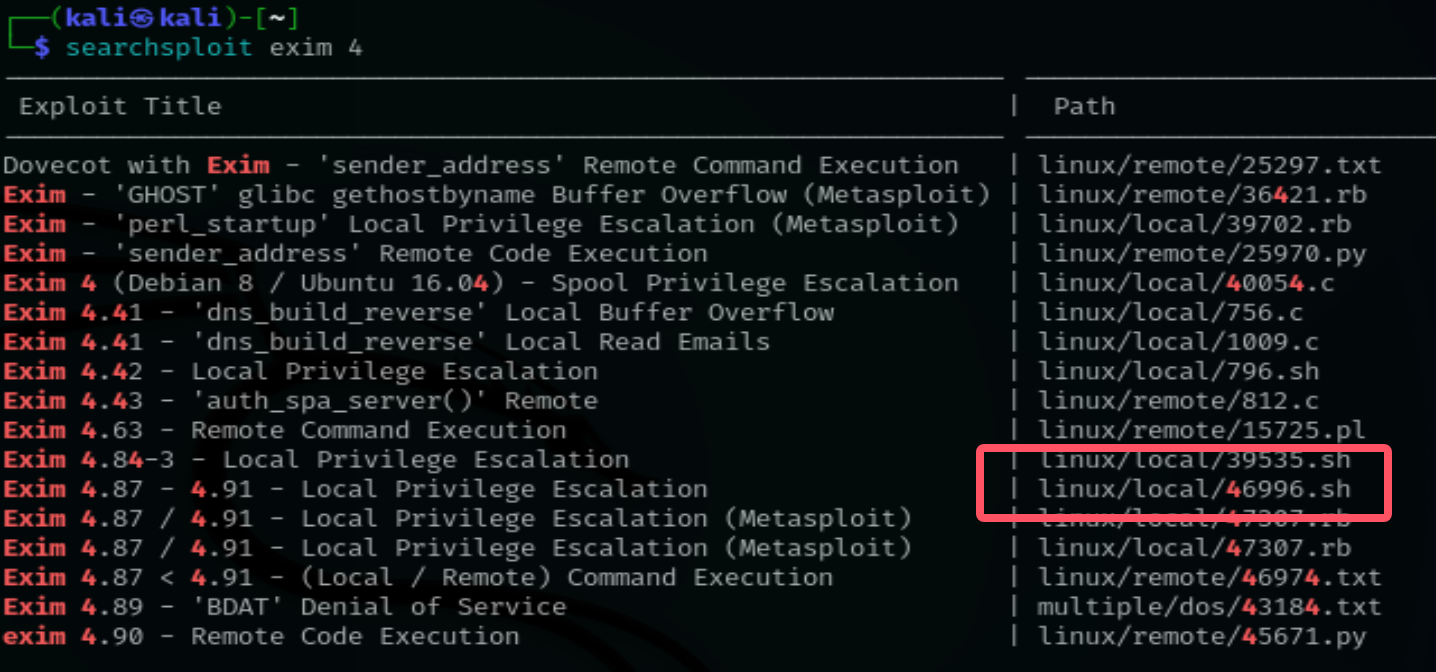 (kali㉿kali)-[~]
$ searchsploit exim 4
Exploit Title | Path
Dovecot with Exim - 'sender_address' Remote Command Execution | linux/remote/25297.txt
Exim - 'GHOST' glibc gethostbyname Buffer Overflow (Metasploit) | linux/remote/36421.rb
Exim - 'perl_startup' Local Privilege Escalation (Metasploit) | linux/local/39702.rb
Exim - 'sender_address' Remote Code Execution | linux/remote/25970.py
Exim 4 (Debian 8 / Ubuntu 16.04) - Spool Privilege Escalation | linux/local/40054.c
Exim 4.41 - 'dns_build_reverse' Local Buffer Overflow | linux/local/756.c
Exim 4.41 - 'dns_build_reverse' Local Read Emails | linux/local/1009.c
Exim 4.42 - Local Privilege Escalation | linux/local/796.sh
Exim 4.43 - 'auth_spa_server()' Remote | linux/remote/812.c
Exim 4.63 - Remote Command Execution | linux/remote/15725.pl
Exim 4.84-3 - Local Privilege Escalation | linux/local/39535.sh
Exim 4.87 - 4.91 - Local Privilege Escalation | linux/local/46996.sh
Exim 4.87 / 4.91 - Local Privilege Escalation (Metasploit) | linux/local/47307.rb
Exim 4.87 / 4.91 - Local Privilege Escalation (Metasploit) | linux/local/47307.rb
Exim 4.87 < 4.91 - (Local / Remote) Command Execution | linux/remote/46974.txt
Exim 4.89 - 'BDAT' Denial of Service | multiple/dos/43184.txt
exim 4.90 - Remote Code Execution | linux/remote/45671.py